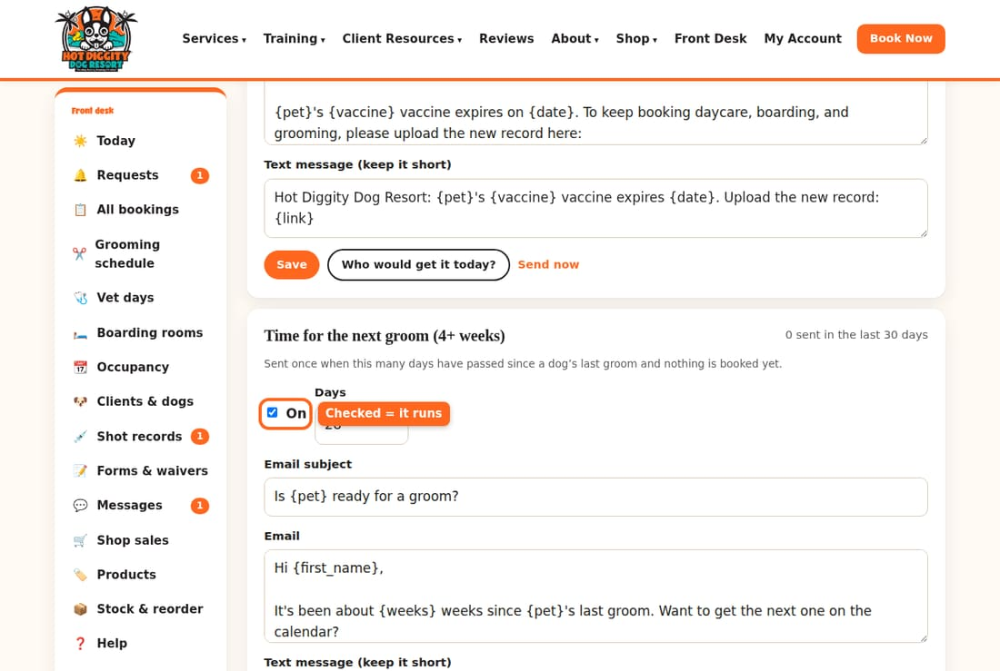 HOT DIGGITY
DOG RESORT
Services ▾
Training ▾
Client Resources ▾
Reviews
About ▾
Shop ▾
Front Desk
My Account
Book Now
Front desk
Today
Requests 1
All bookings
Grooming
schedule
Vet days
Boarding rooms
Occupancy
Clients & dogs
Shot records 1
Forms & waivers
Messages 1
Shop sales
Products
Stock & reorder
Help
{pet}'s {vaccine} vaccine expires on {date}. To keep booking daycare, boarding, and
grooming, please upload the new record here:
Text message (keep it short)
Hot Diggity Dog Resort: {pet}'s {vaccine} vaccine expires {date}. Upload the new record:
{link}
Save
Who would get it today?
Send now
Time for the next groom (4+ weeks)
0 sent in the last 30 days
Sent once when this many days have passed since a dog’s last groom and nothing is booked yet.
Days
On
Checked = it runs
Email subject
Is {pet} ready for a groom?
Email
Hi {first_name},
It's been about {weeks} weeks since {pet}'s last groom. Want to get the next one on the
calendar?
Text message (keep it short)